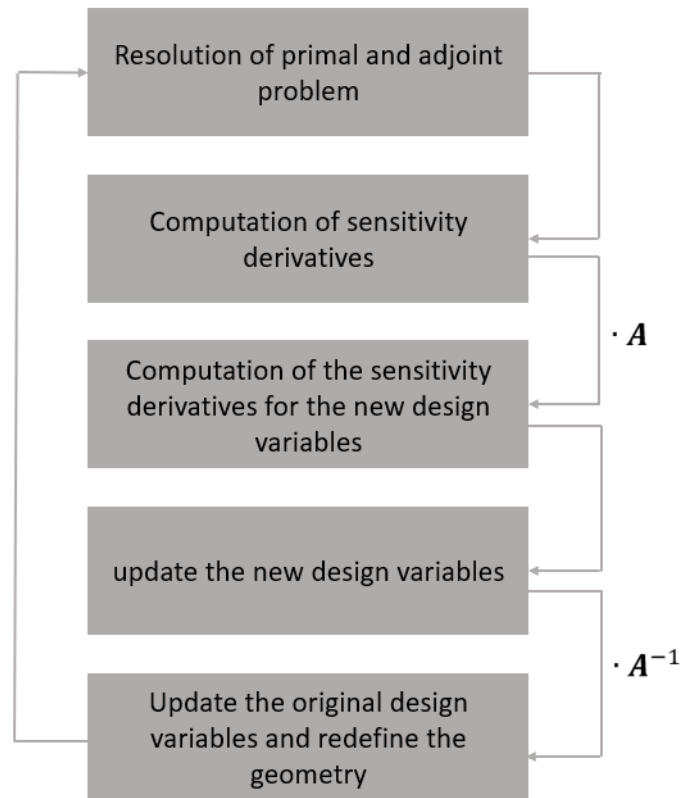 Resolution of primal and adjoint
problem
Computation of sensitivity
derivatives
· A
Computation of the sensitivity
derivatives for the new design
variables
update the new design variables
· A⁻¹
Update the original design
variables and redefine the
geometry